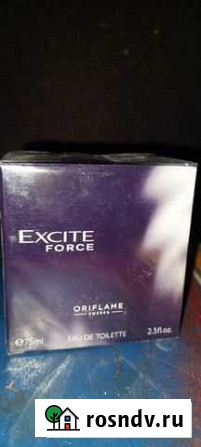 EXCITE
FORCE
ORIFLAME
SWEDEN
e75ml EAU DE TOILETTE 2.5fl.oz.
rosndv.ru